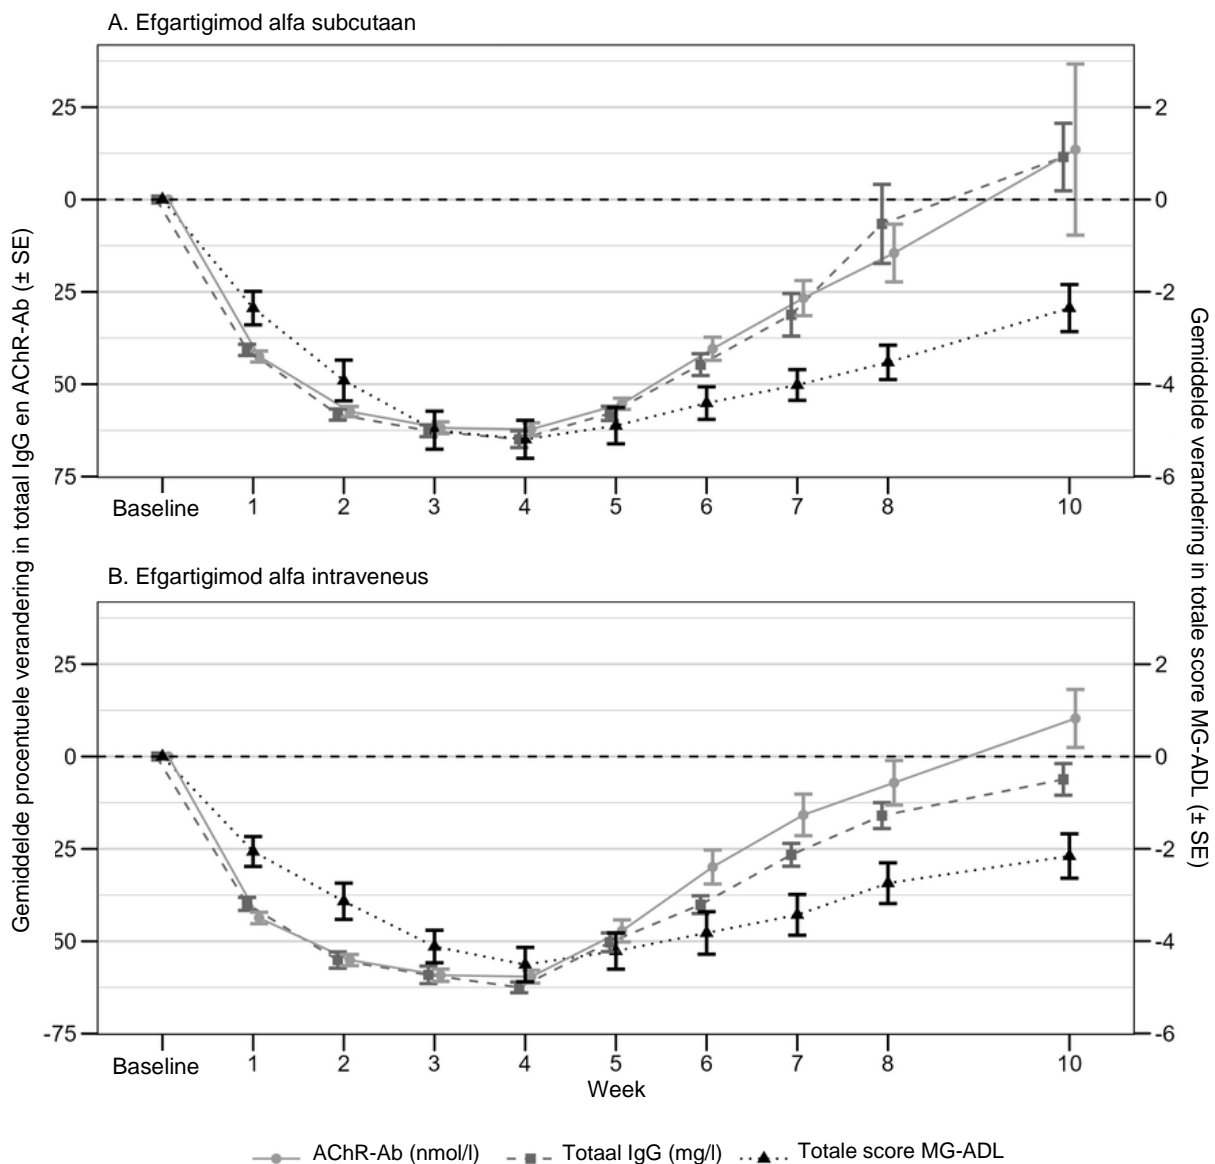 A. Efgartigimod alfa subcutaan
Gemiddelde procentuele verandering in totaal IgG en AChR-Ab (± SE)
25
0
25
50
75
2
0
-2
-4
-6
Baseline 1 2 3 4 5 6 7 8 10
Gemiddelde verandering in totale score MG-ADL (± SE)
B. Efgartigimod alfa intraveneus
25
0
25
50
-75
2
0
-2
-4
-6
Baseline 1 2 3 4 5 6 7 8 10
Week
AChR-Ab (nmol/l) Totaal IgG (mg/l) Totale score MG-ADL